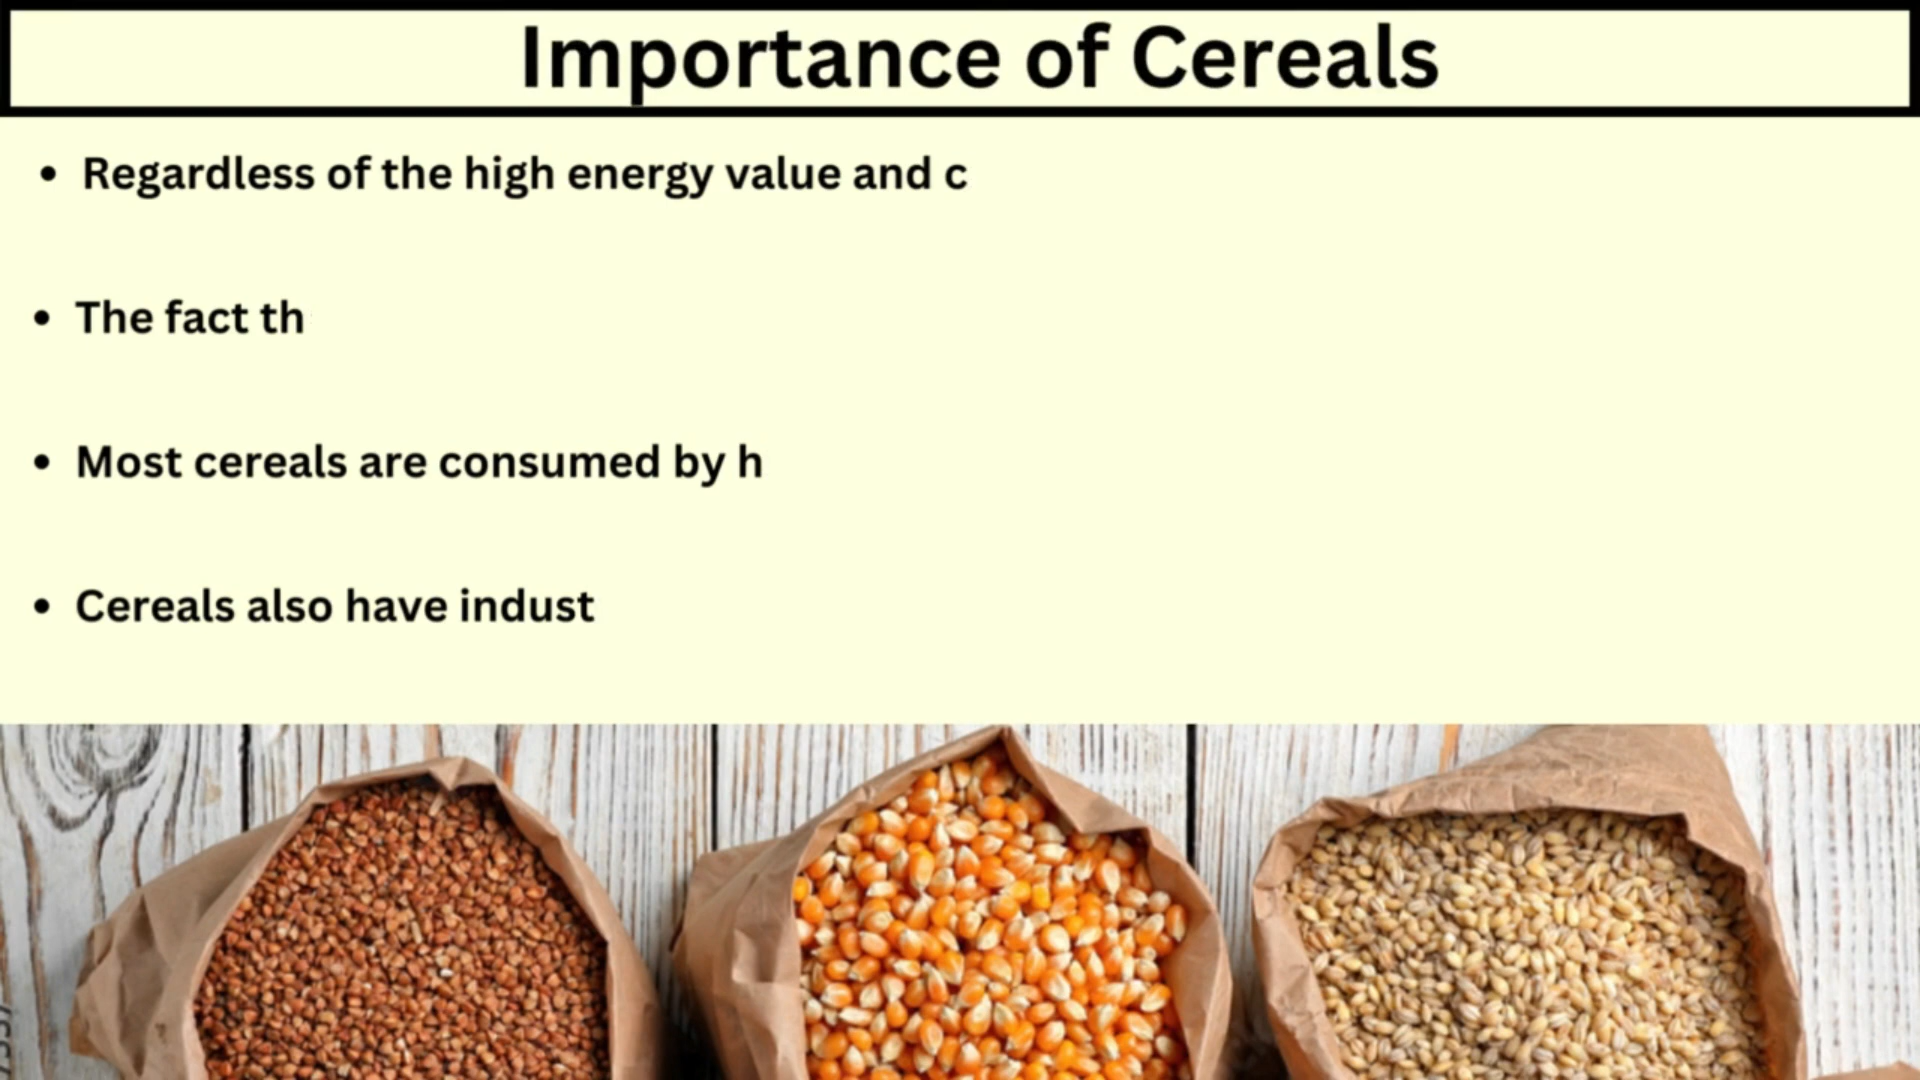 Importance of Cereals
• Regardless of the high energy value and c
• The fact th
• Most cereals are consumed by h
• Cereals also have indust